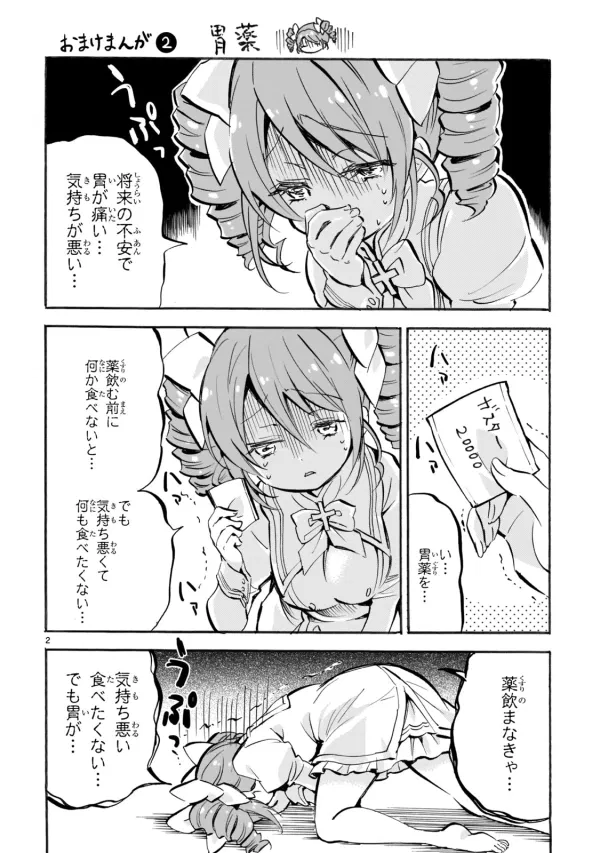 おまけまんが2 胃薬
うぷっ
将来の不安で
胃が痛い…
気持ちが悪い…
ガスター
20000
ハァ
ハァ
い…
胃薬を…
薬飲む前に
何か食べないと…
ハァ
ハァ
でも
気持ち悪くて
何も食べたくない…
2
薬飲まなきゃ…
うぷっ
気持ち悪い
食べたくない…
でも胃が…